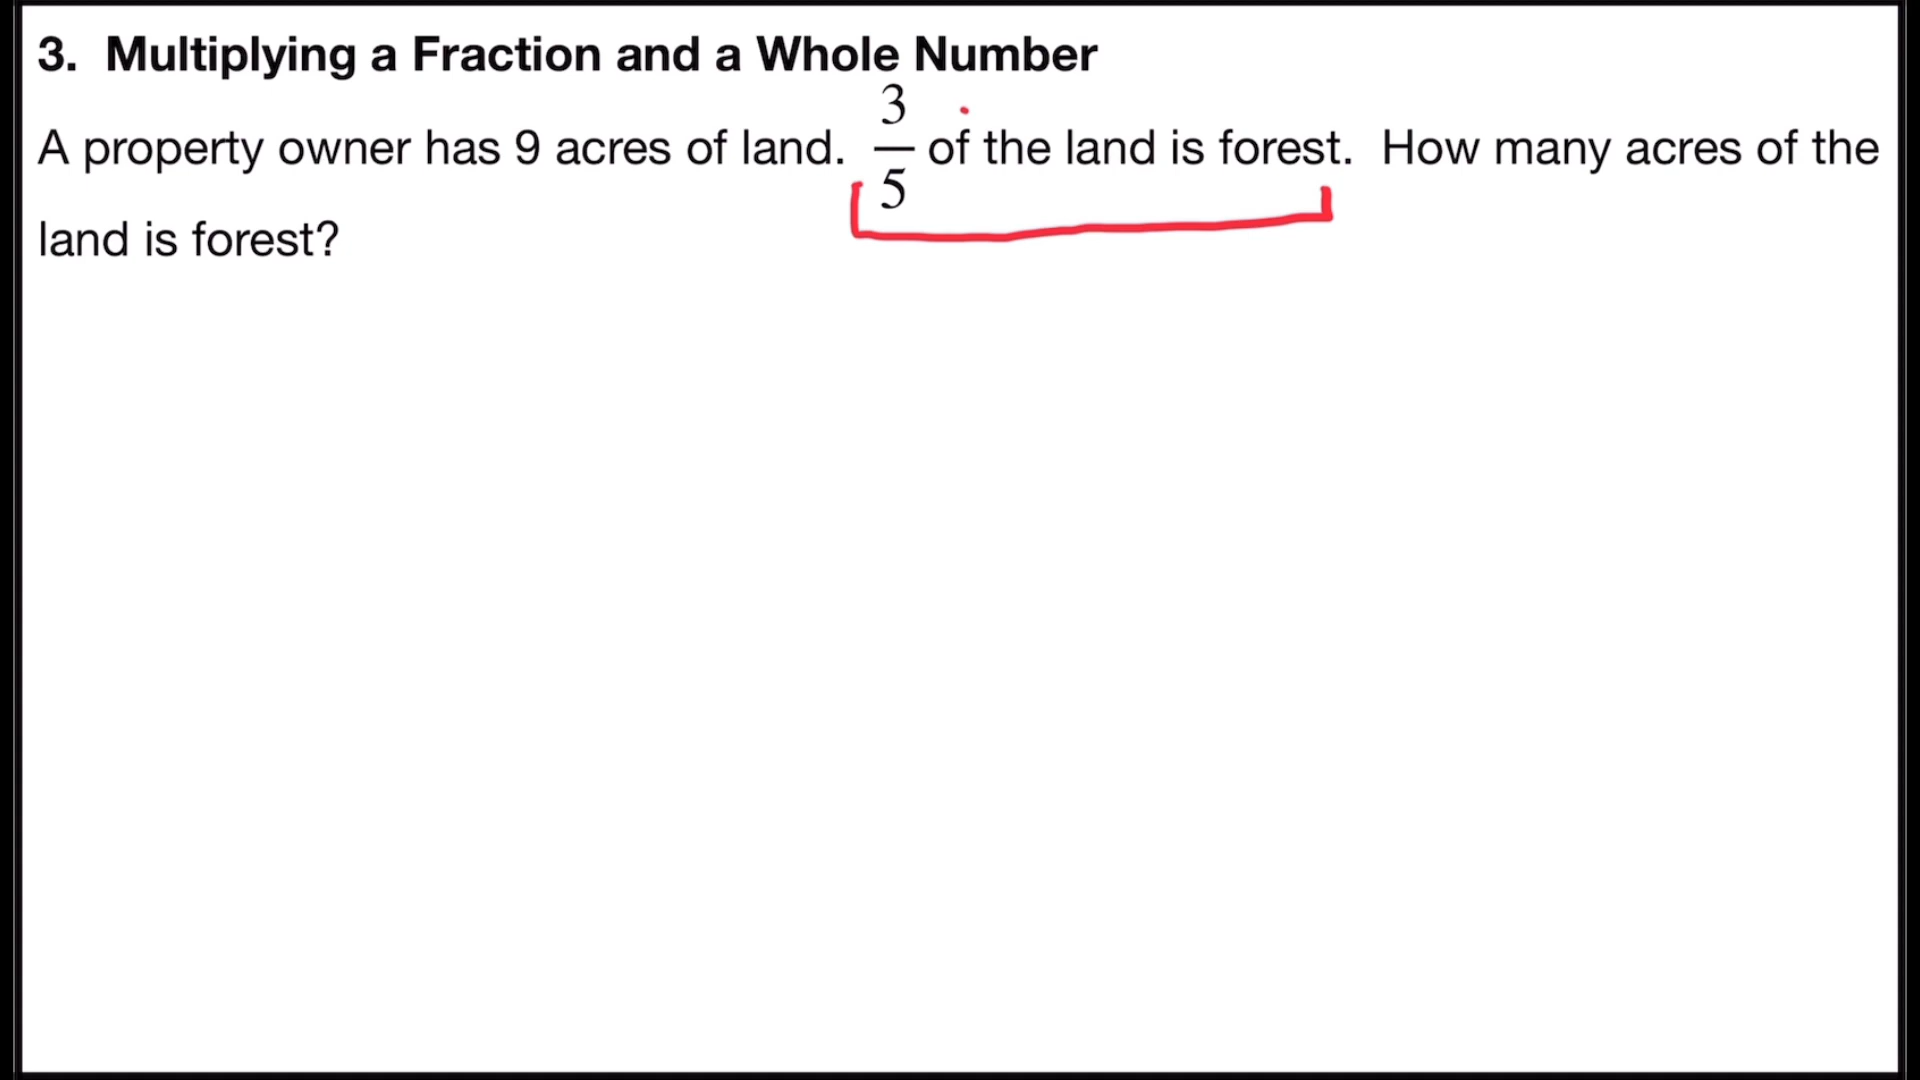 3. Multiplying a Fraction and a Whole Number
A property owner has 9 acres of land. 3/5 of the land is forest. How many acres of the
land is forest?